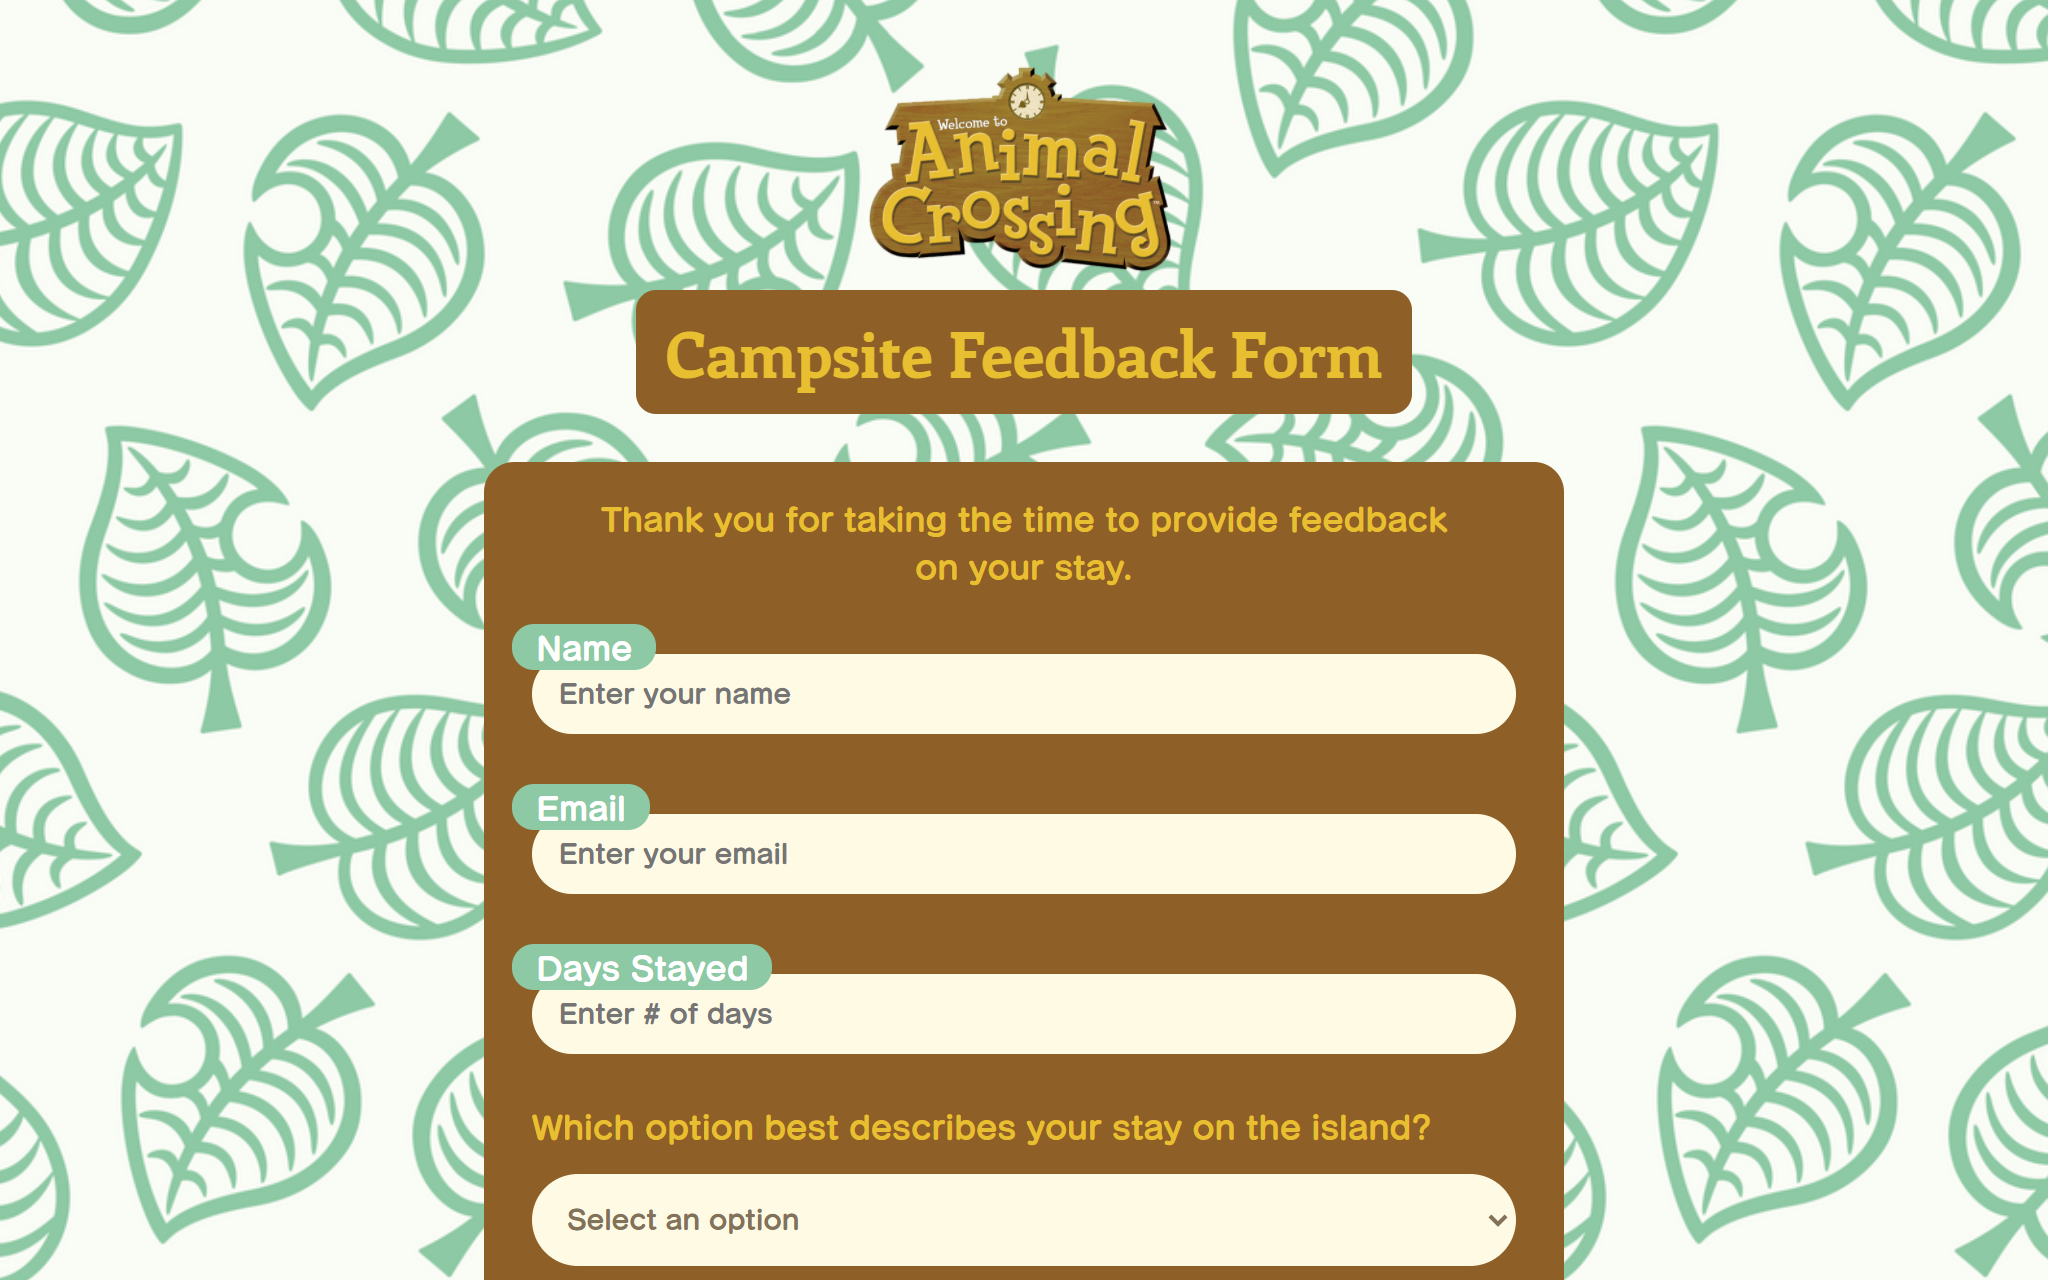 Welcome to
Animal
Crossing™
Campsite Feedback Form
Thank you for taking the time to provide feedback
on your stay.
Name
Enter your name
Email
Enter your email
Days Stayed
Enter # of days
Which option best describes your stay on the island?
Select an option